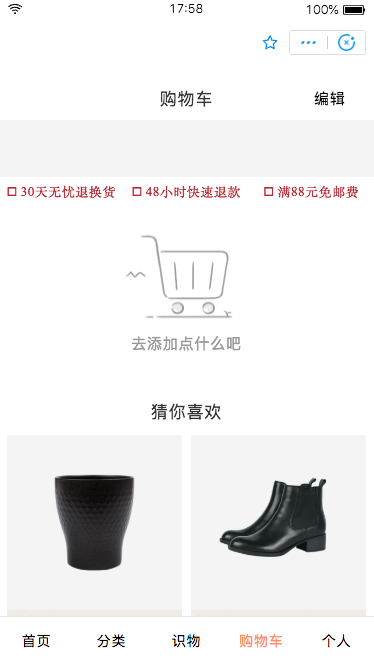 17:58
100%
购物车
编辑
30天无忧退换货 48小时快速退款 满88元免邮费
去添加点什么吧
猜你喜欢
首页 分类 识物 购物车 个人